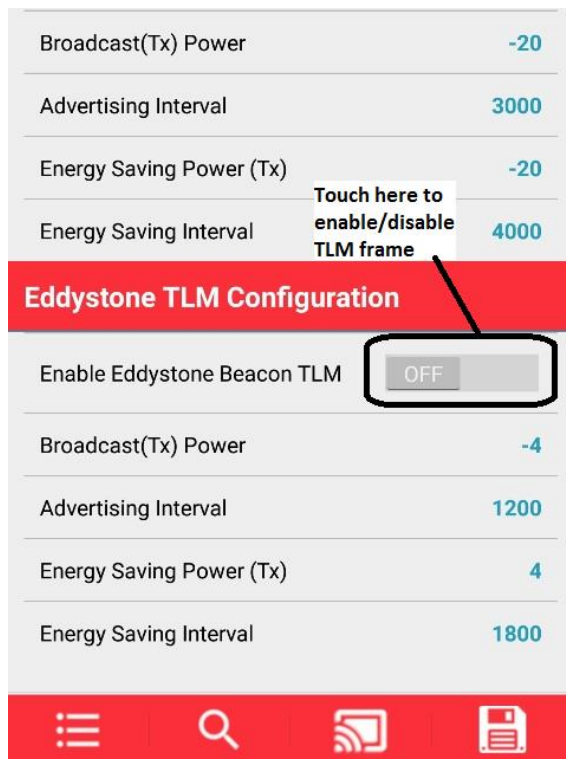 Broadcast(Tx) Power -20
Advertising Interval 3000
Energy Saving Power (Tx) -20
Touch here to
enable/disable
TLM frame
Energy Saving Interval 4000
Eddystone TLM Configuration
Enable Eddystone Beacon TLM OFF
Broadcast(Tx) Power -4
Advertising Interval 1200
Energy Saving Power (Tx) 4
Energy Saving Interval 1800